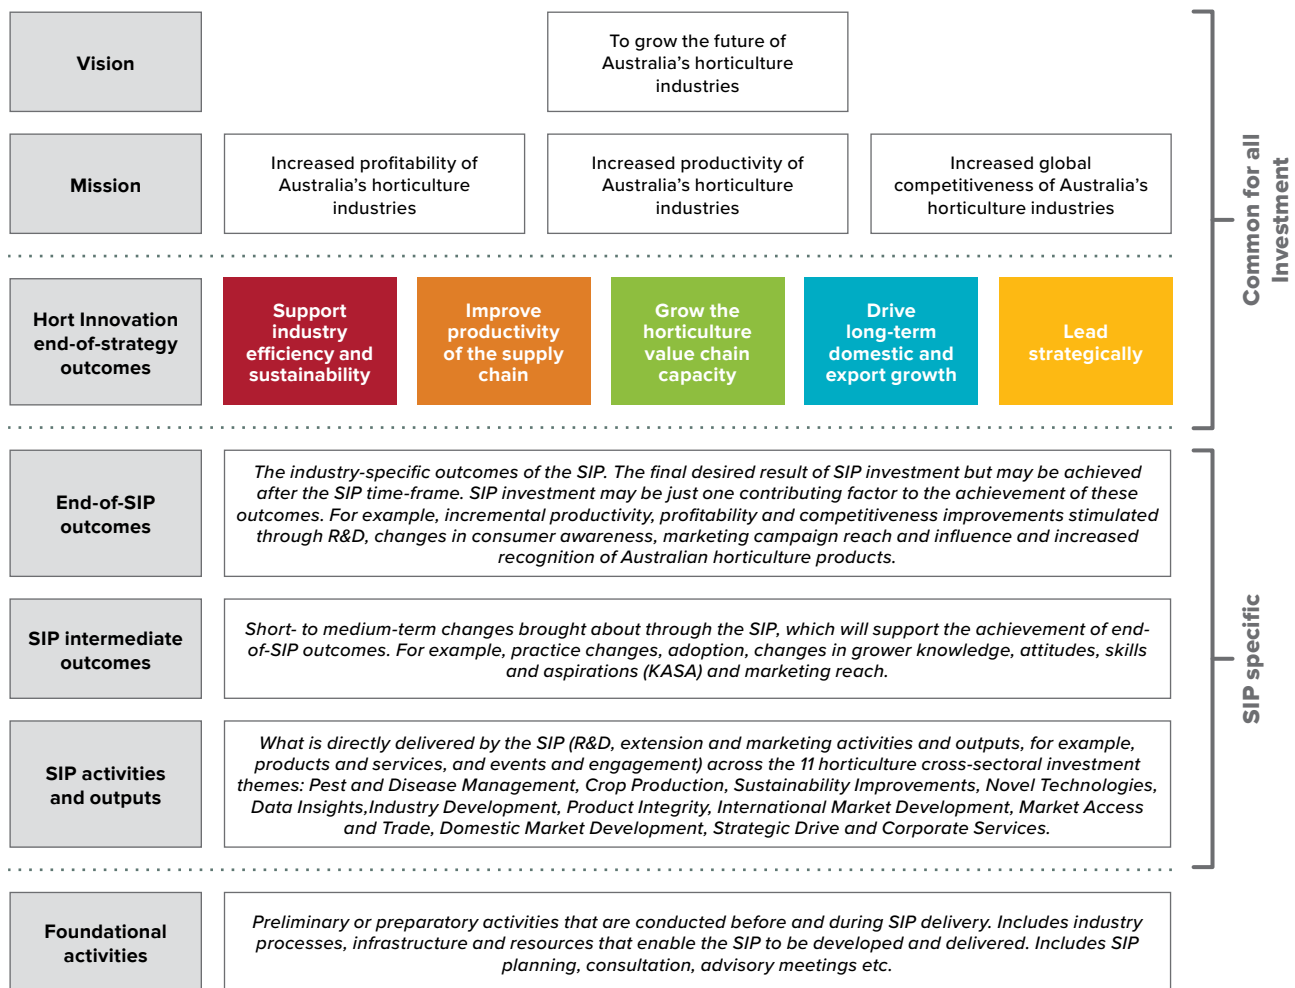 Vision
To grow the future of
Australia’s horticulture
industries
Mission
Increased profitability of
Australia’s horticulture
industries
Increased productivity of
Australia’s horticulture
industries
Increased global
competitiveness of Australia’s
horticulture industries
Common for all
Investment
Hort Innovation
end-of-strategy
outcomes
Support
industry
efficiency and
sustainability
Improve
productivity
of the supply
chain
Grow the
horticulture
value chain
capacity
Drive
long-term
domestic and
export growth
Lead
strategically
End-of-SIP
outcomes
The industry-specific outcomes of the SIP. The final desired result of SIP investment but may be achieved
after the SIP time-frame. SIP investment may be just one contributing factor to the achievement of these
outcomes. For example, incremental productivity, profitability and competitiveness improvements stimulated
through R&D, changes in consumer awareness, marketing campaign reach and influence and increased
recognition of Australian horticulture products.
SIP intermediate
outcomes
Short- to medium-term changes brought about through the SIP, which will support the achievement of end-
of-SIP outcomes. For example, practice changes, adoption, changes in grower knowledge, attitudes, skills
and aspirations (KASA) and marketing reach.
SIP specific
SIP activities
and outputs
What is directly delivered by the SIP (R&D, extension and marketing activities and outputs, for example,
products and services, and events and engagement) across the 11 horticulture cross-sectoral investment
themes: Pest and Disease Management, Crop Production, Sustainability Improvements, Novel Technologies,
Data Insights,Industry Development, Product Integrity, International Market Development, Market Access
and Trade, Domestic Market Development, Strategic Drive and Corporate Services.
Foundational
activities
Preliminary or preparatory activities that are conducted before and during SIP delivery. Includes industry
processes, infrastructure and resources that enable the SIP to be developed and delivered. Includes SIP
planning, consultation, advisory meetings etc.